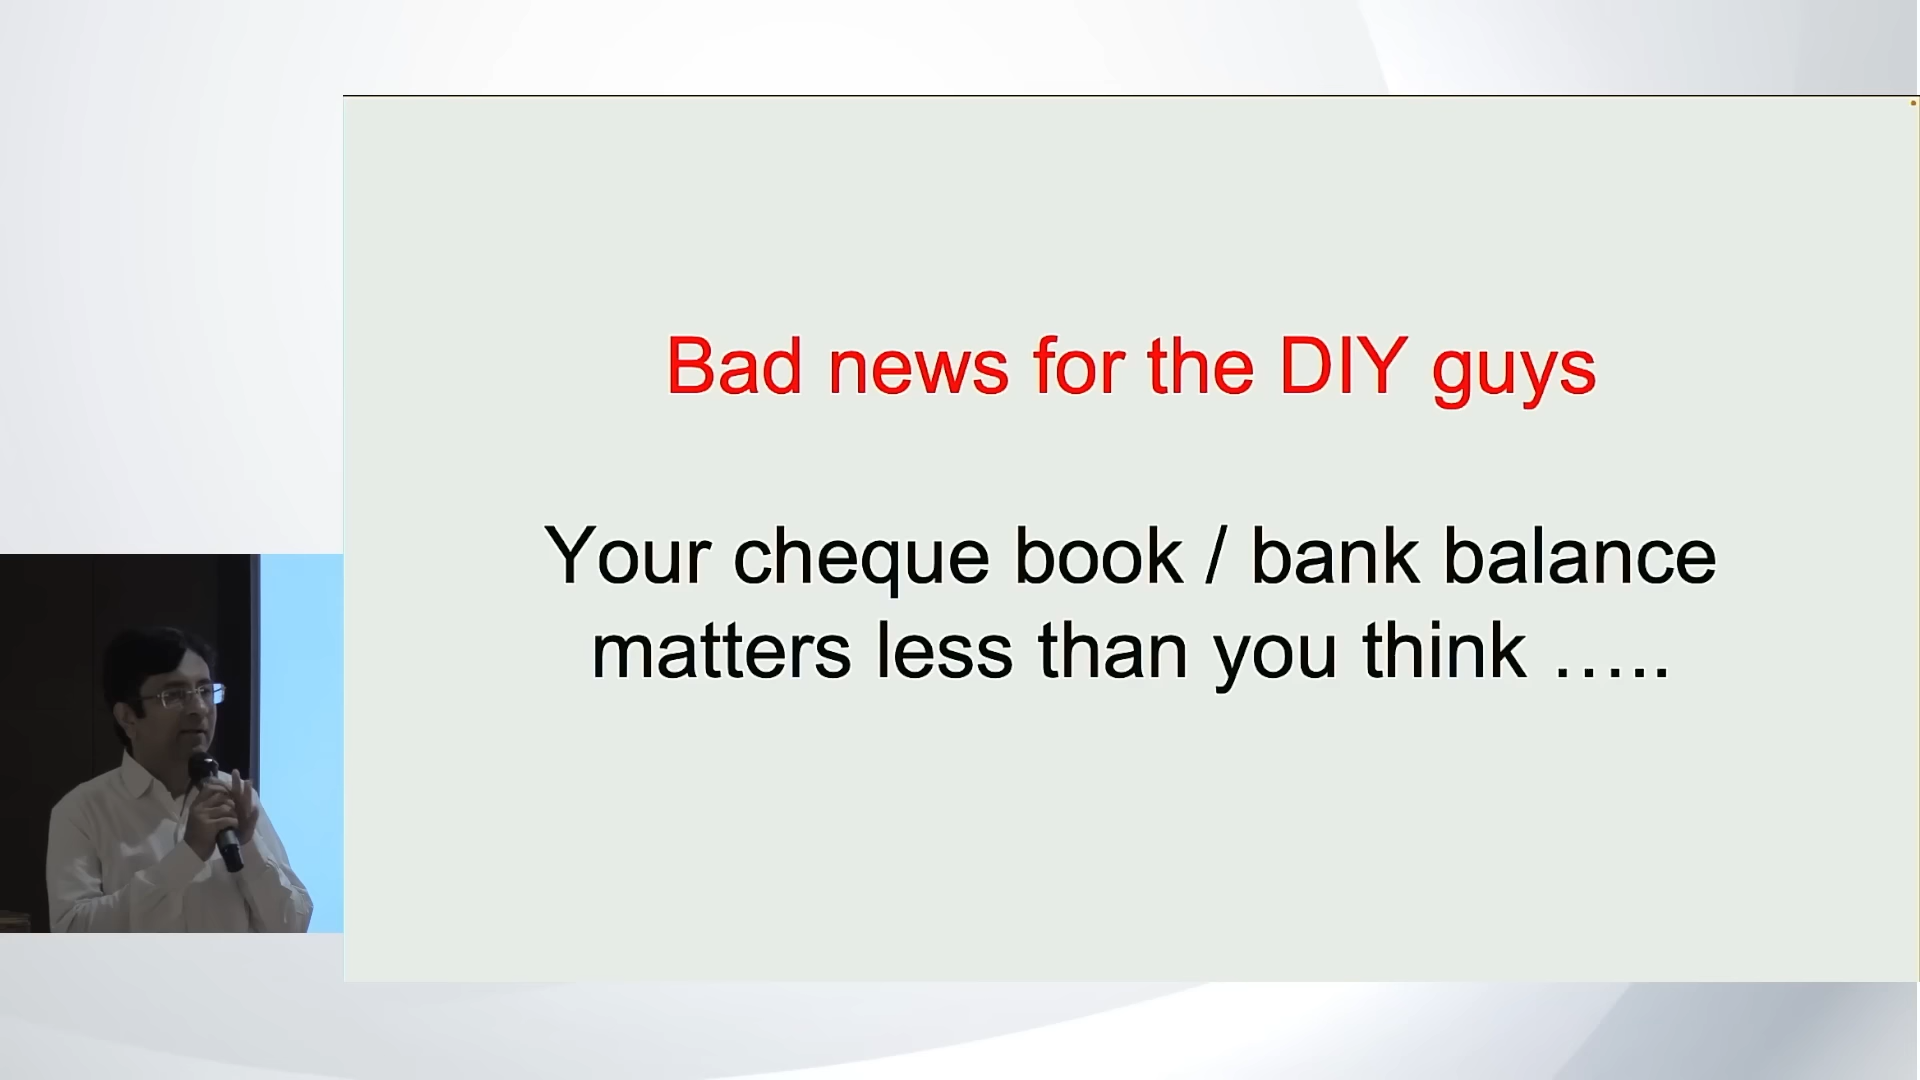 Bad news for the DIY guys
Your cheque book / bank balance
matters less than you think …..